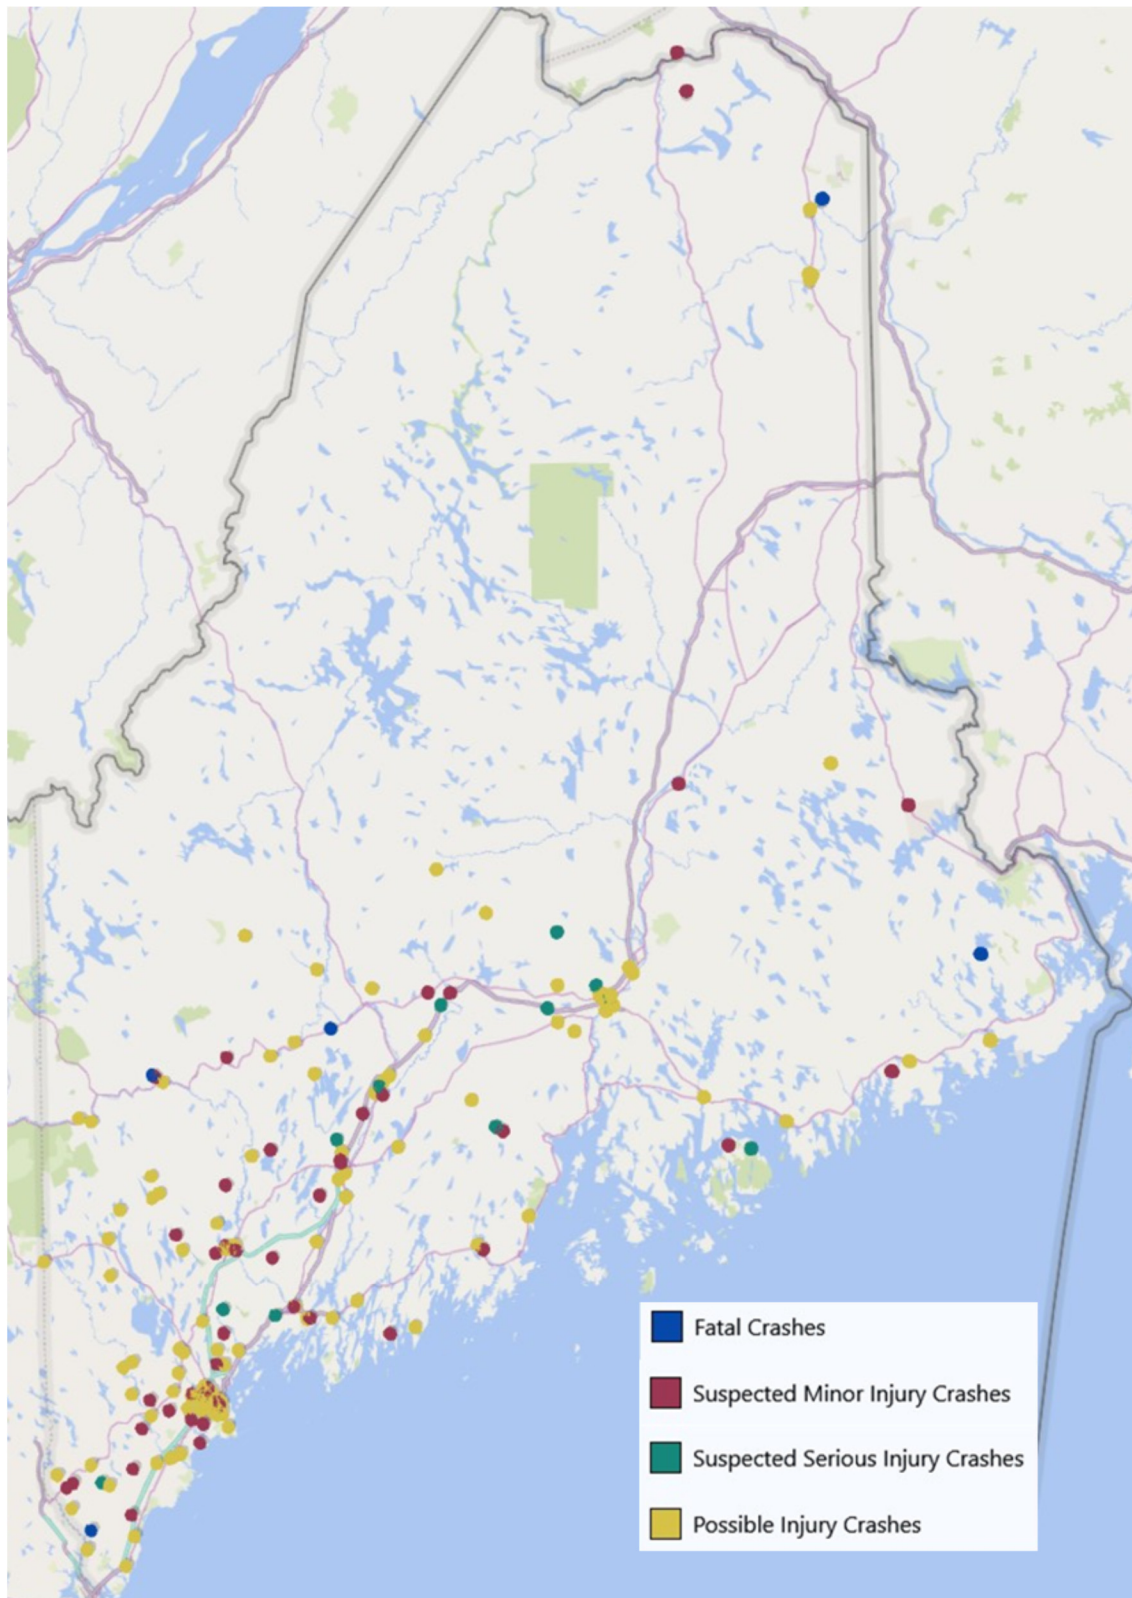 Fatal Crashes
Suspected Minor Injury Crashes
Suspected Serious Injury Crashes
Possible Injury Crashes